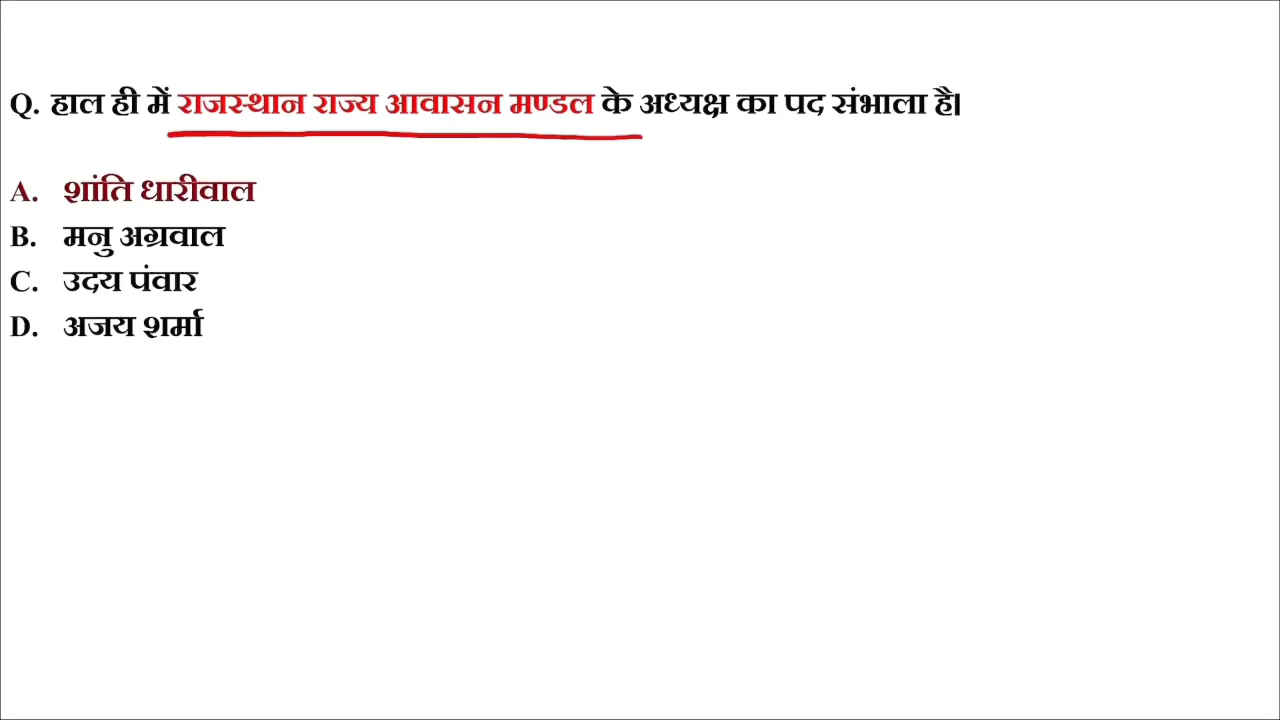 Q. हाल ही में राजस्थान राज्य आवासन मण्डल के अध्यक्ष का पद संभाला है।
A. शांति धारीवाल
B. मनु अग्रवाल
C. उदय पंवार
D. अजय शर्मा